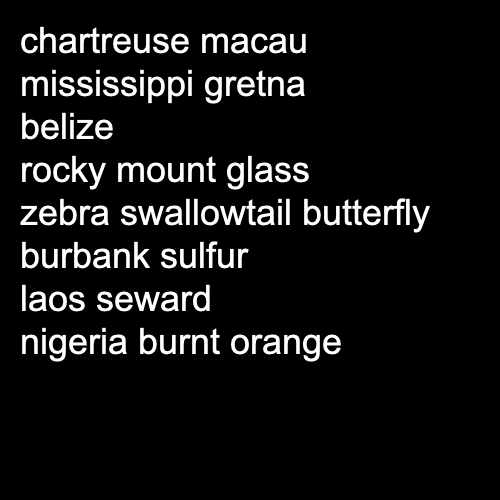 chartreuse macau
mississippi gretna
belize
rocky mount glass
zebra swallowtail butterfly
burbank sulfur
laos seward
nigeria burnt orange